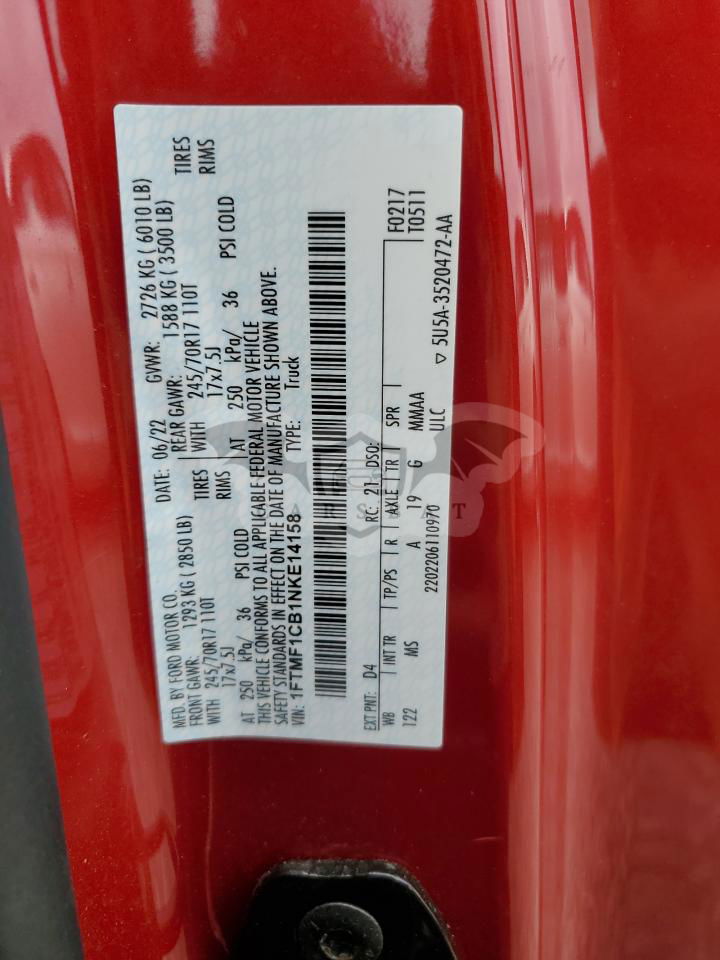 MFD. BY FORD MOTOR CO. DATE: 06/22 GVWR: 2726 KG ( 6010 LB)
FRONT GAWR: 1293 KG ( 2850 LB) REAR GAWR: 1588 KG ( 3500 LB)
WITH 245/70R17 110T TIRES WITH 245/70R17 110T TIRES
17x7.5J RIMS 17x7.5J RIMS
AT 250 kPa/ 36 PSI COLD AT 250 kPa/ 36 PSI COLD
THIS VEHICLE CONFORMS TO ALL APPLICABLE FEDERAL MOTOR VEHICLE
SAFETY STANDARDS IN EFFECT ON THE DATE OF MANUFACTURE SHOWN ABOVE.
VIN: 1FTMF1CB1NKE14158 TYPE: Truck
EXT PNT: D4 RC: 21 DSO: F0217
WB INT TR TP/PS R AXLE TR SPR T0511
122 MS A 19 G MMAA
2202206110970 ULC
▽ 5U5A-3520472-AA